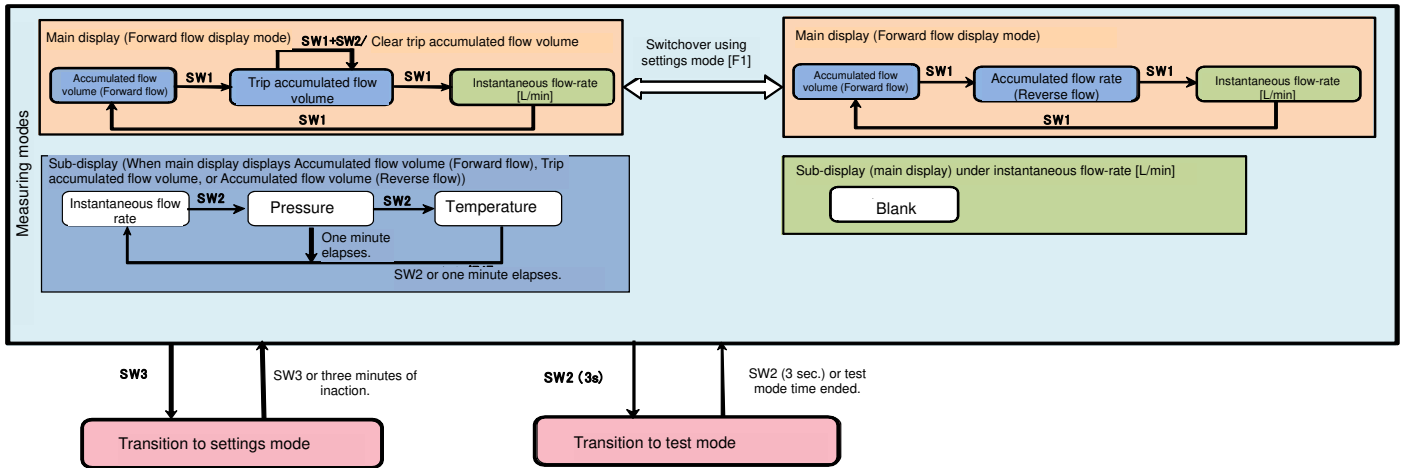 Measuring modes
Main display (Forward flow display mode)
SW1+SW2/ Clear trip accumulated flow volume
Accumulated flow
volume (Forward flow)
SW1
Trip accumulated flow
volume
SW1
Instantaneous flow-rate
[L/min]
SW1
Switchover using
settings mode [F1]
Main display (Forward flow display mode)
Accumulated flow
volume (Forward flow)
SW1
Accumulated flow rate
(Reverse flow)
SW1
Instantaneous flow-rate
[L/min]
SW1
Sub-display (When main display displays Accumulated flow volume (Forward flow), Trip
accumulated flow volume, or Accumulated flow volume (Reverse flow))
Instantaneous flow
rate
SW2
Pressure
SW2
Temperature
One minute
elapses.
SW2 or one minute elapses.
Sub-display (main display) under instantaneous flow-rate [L/min]
Blank
SW3
SW3 or three minutes of
inaction.
SW2 (3s)
SW2 (3 sec.) or test
mode time ended.
Transition to settings mode
Transition to test mode